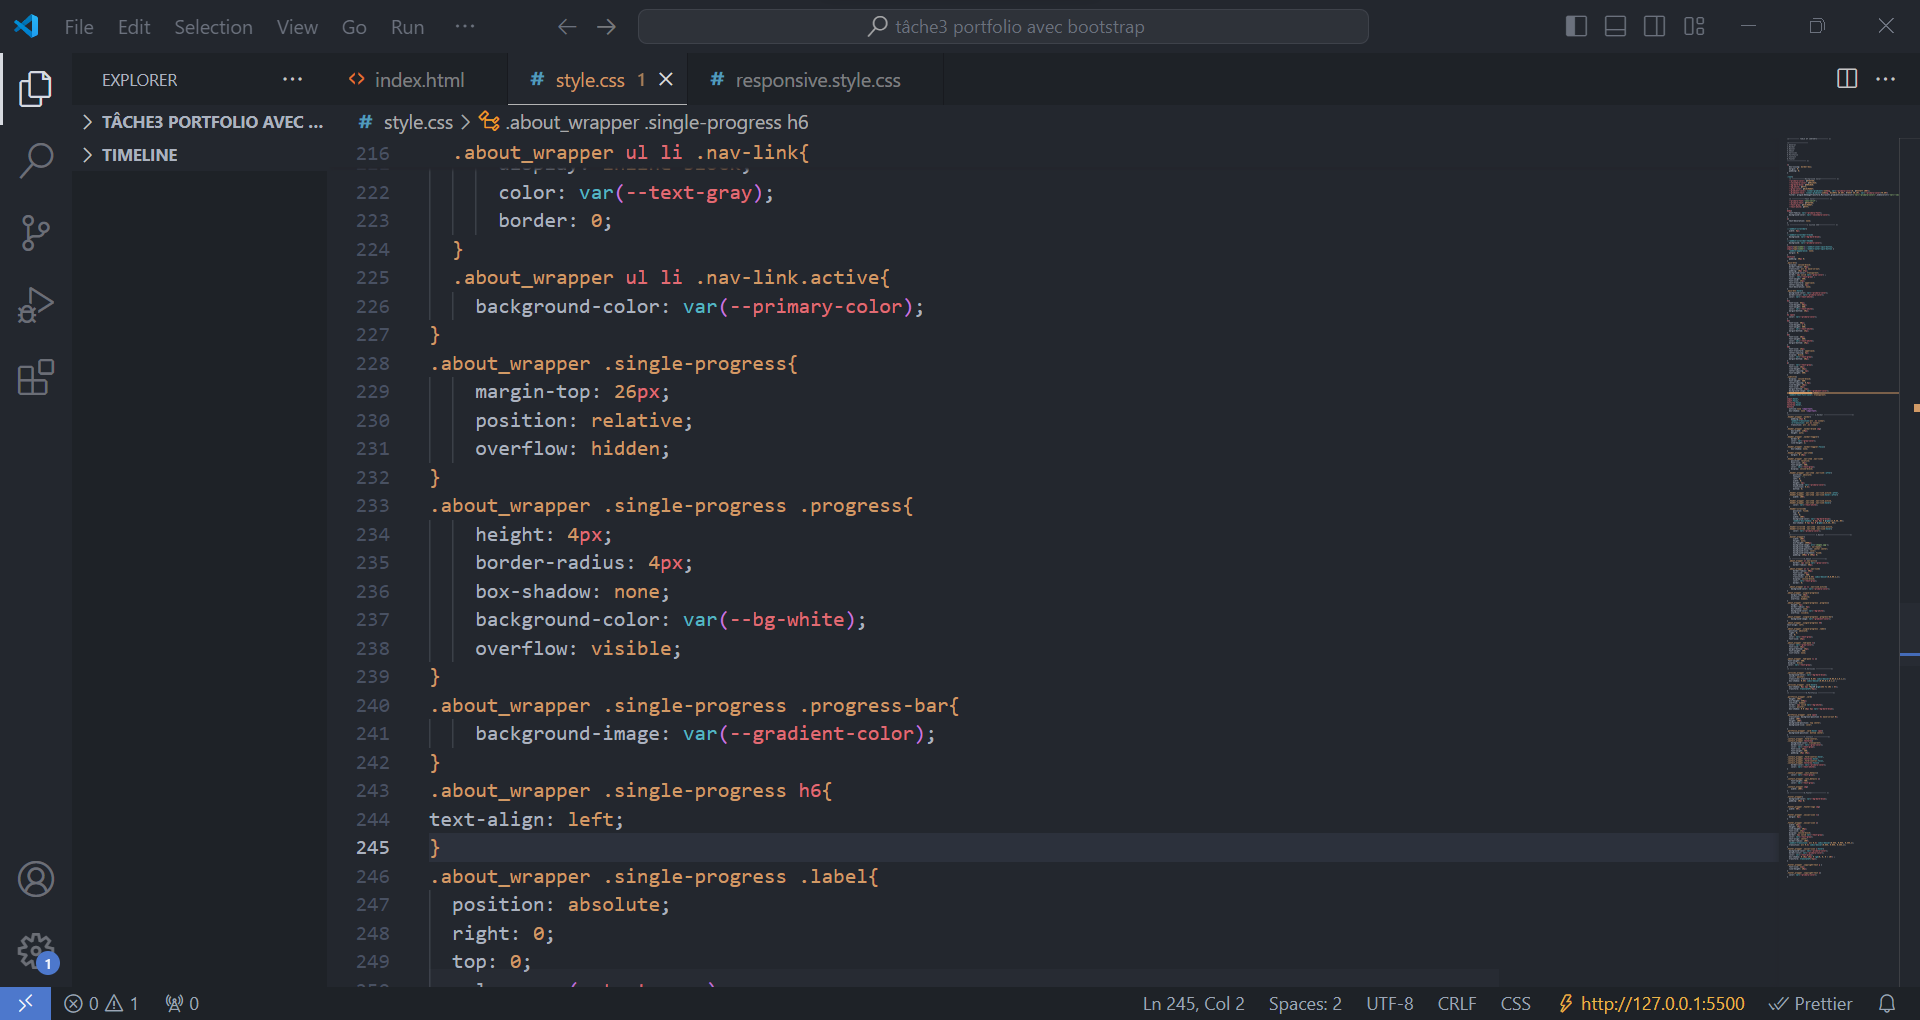 File Edit Selection View Go Run ···
tâche3 portfolio avec bootstrap
EXPLORER ···
TÂCHE3 PORTFOLIO AVEC ...
TIMELINE
index.html
# style.css 1
# responsive.style.css
# style.css > .about_wrapper .single-progress h6
216 .about_wrapper ul li .nav-link{
222 color: var(--text-gray);
223 border: 0;
224 }
225 .about_wrapper ul li .nav-link.active{
226 background-color: var(--primary-color);
227 }
228 .about_wrapper .single-progress{
229 margin-top: 26px;
230 position: relative;
231 overflow: hidden;
232 }
233 .about_wrapper .single-progress .progress{
234 height: 4px;
235 border-radius: 4px;
236 box-shadow: none;
237 background-color: var(--bg-white);
238 overflow: visible;
239 }
240 .about_wrapper .single-progress .progress-bar{
241 background-image: var(--gradient-color);
242 }
243 .about_wrapper .single-progress h6{
244 text-align: left;
245 }
246 .about_wrapper .single-progress .label{
247 position: absolute;
248 right: 0;
249 top: 0;
1
0 1 0
Ln 245, Col 2 Spaces: 2 UTF-8 CRLF CSS http://127.0.0.1:5500 Prettier